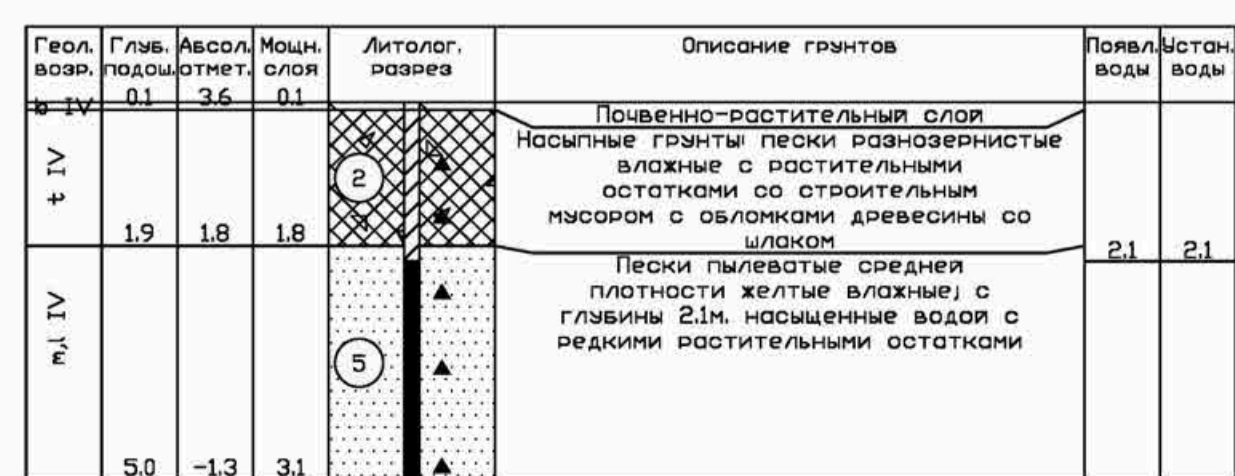 Геол. Глуб. Абсол. Мощн. Литолог. Описание грунтов Появл. Устан.
возр. подош. отмет. слоя разрез воды воды
b IV 0.1 3.6 0.1
Почвенно-растительный слой
Насыпные грунты: пески разнозернистые
влажные с растительными
t IV 2
остатками со строительным
мусором с обломками древесины со
1.9 1.8 1.8 шлаком 2.1 2.1
Пески пылеватые средней
плотности желтые влажные; с
m,l IV глубины 2.1м. насыщенные водой с
редкими растительными остатками
5
5.0 -1.3 3.1